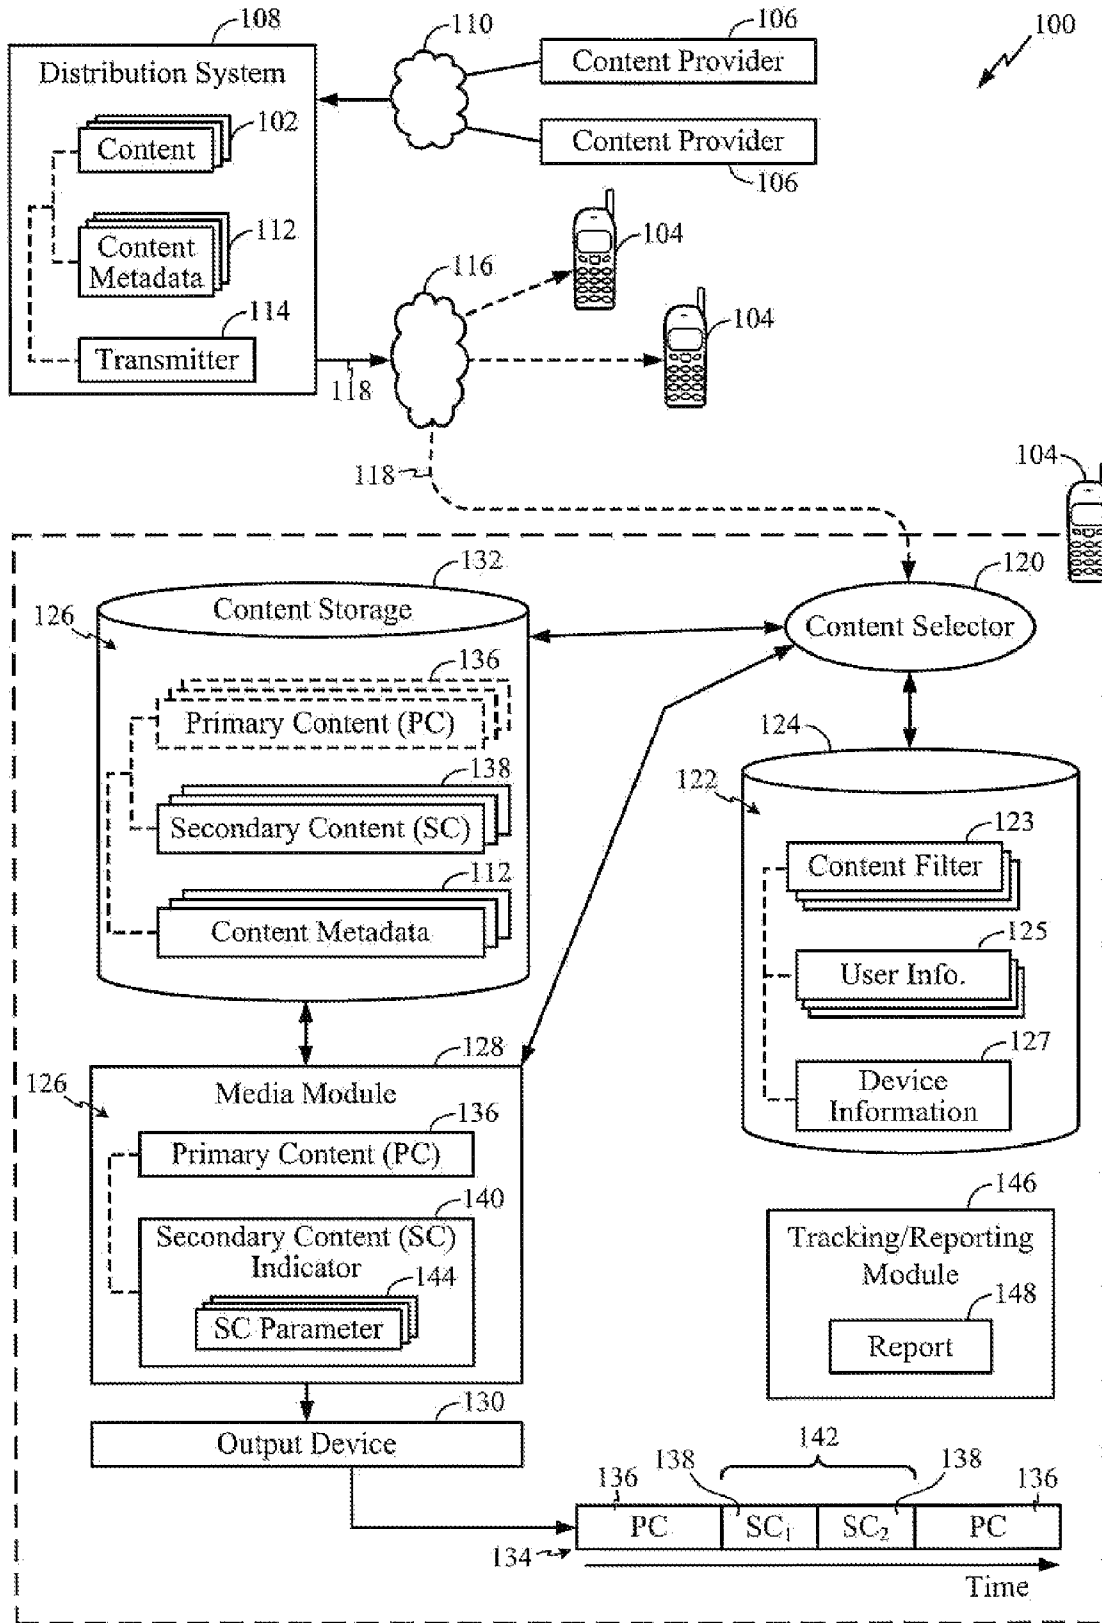 108
110
106
100
Distribution System
Content Provider
102
Content
Content Provider
106
112
Content
Metadata
116
104
104
114
Transmitter
118
118
104
132
120
Content Storage
126
Content Selector
136
Primary Content (PC)
124
138
122
Secondary Content (SC)
123
Content Filter
112
Content Metadata
125
User Info.
128
127
126
Media Module
Device
Information
136
Primary Content (PC)
140
146
Secondary Content (SC)
Indicator
Tracking/Reporting
Module
144
148
SC Parameter
Report
130
Output Device
142
136
138
138
136
PC
SC1
SC2
PC
134
Time